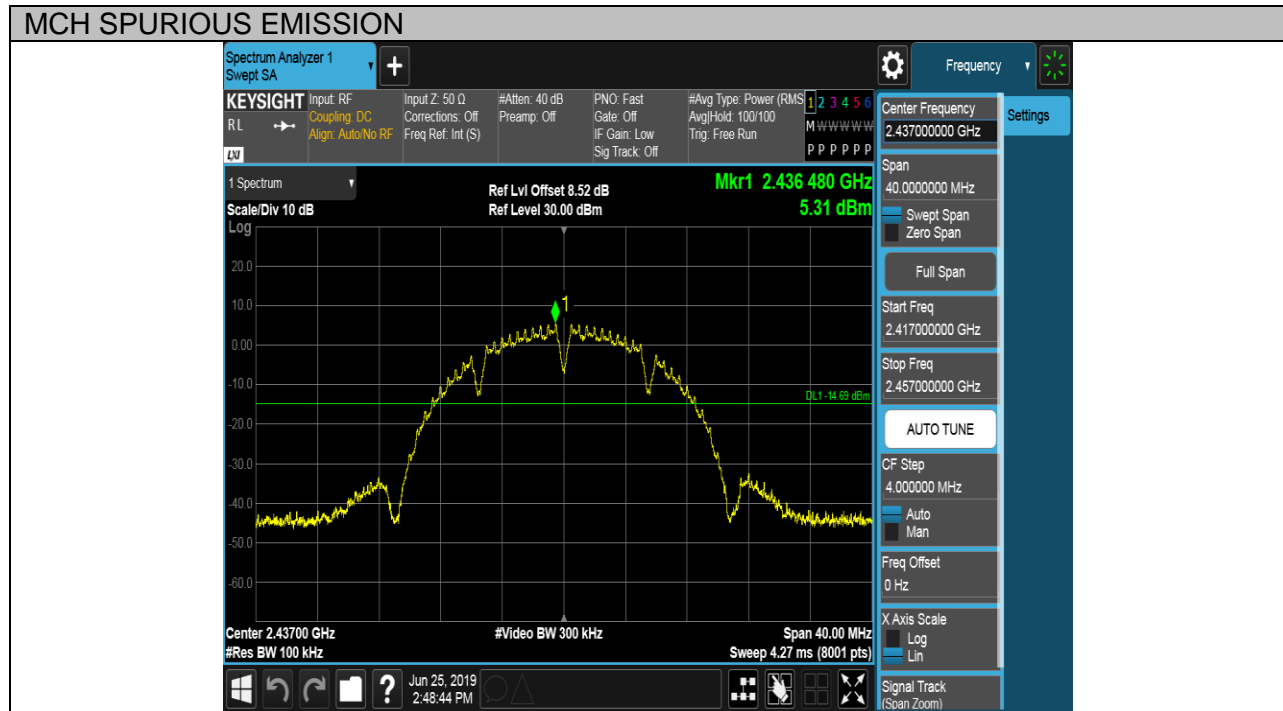 MCH SPURIOUS EMISSION
Spectrum Analyzer 1
Swept SA
+
Frequency
KEYSIGHT
RL
LXI
Input: RF
Coupling: DC
Align: Auto/No RF
Input Z: 50 Ω
Corrections: Off
Freq Ref: Int (S)
#Atten: 40 dB
Preamp: Off
PNO: Fast
Gate: Off
IF Gain: Low
Sig Track: Off
#Avg Type: Power (RMS
Avg|Hold: 100/100
Trig: Free Run
1 2 3 4 5 6
M W W W W W
P P P P P P
1 Spectrum
Scale/Div 10 dB
Log
Ref Lvl Offset 8.52 dB
Ref Level 30.00 dBm
Mkr1 2.436 480 GHz
5.31 dBm
20.0
10.0
0.00
-10.0
-20.0
-30.0
-40.0
-50.0
-60.0
1
DL1 -14.69 dBm
Center 2.43700 GHz
#Res BW 100 kHz
#Video BW 300 kHz
Span 40.00 MHz
Sweep 4.27 ms (8001 pts)
?
Jun 25, 2019
2:48:44 PM
Center Frequency
2.437000000 GHz
Span
40.0000000 MHz
Swept Span
Zero Span
Full Span
Start Freq
2.417000000 GHz
Stop Freq
2.457000000 GHz
AUTO TUNE
CF Step
4.000000 MHz
Auto
Man
Freq Offset
0 Hz
X Axis Scale
Log
Lin
Signal Track
(Span Zoom)
Settings